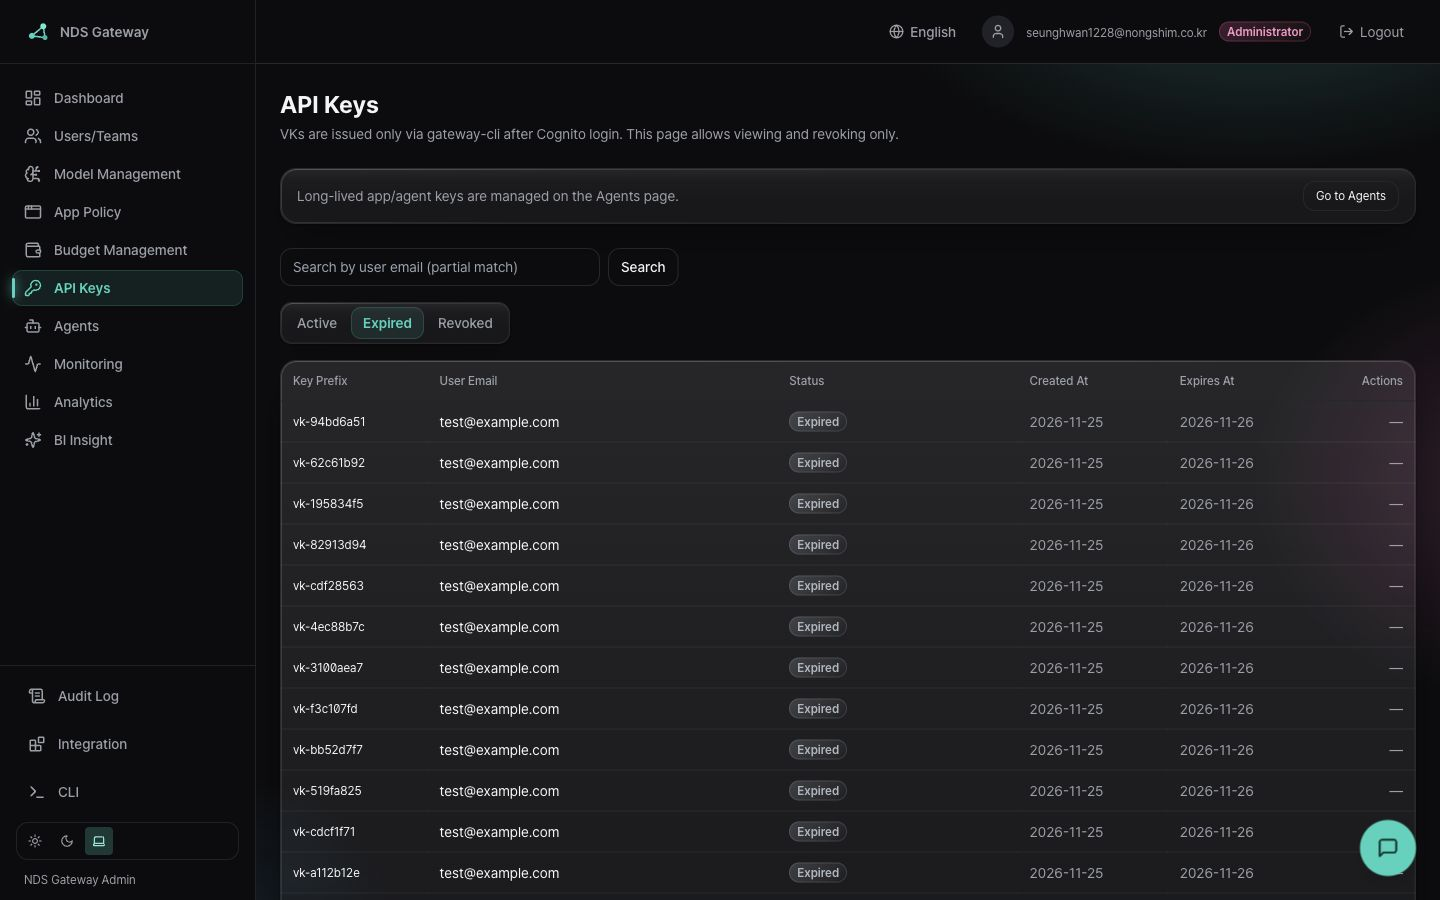 NDS Gateway
English
seunghwan1228@nongshim.co.kr
Administrator
Logout
Dashboard
Users/Teams
Model Management
App Policy
Budget Management
API Keys
Agents
Monitoring
Analytics
BI Insight
Audit Log
Integration
CLI
NDS Gateway Admin
API Keys
VKs are issued only via gateway-cli after Cognito login. This page allows viewing and revoking only.
Long-lived app/agent keys are managed on the Agents page.
Go to Agents
Search by user email (partial match)
Search
Active Expired Revoked
Key Prefix User Email Status Created At Expires At Actions
vk-94bd6a51 test@example.com Expired 2026-11-25 2026-11-26 —
vk-62c61b92 test@example.com Expired 2026-11-25 2026-11-26 —
vk-195834f5 test@example.com Expired 2026-11-25 2026-11-26 —
vk-82913d94 test@example.com Expired 2026-11-25 2026-11-26 —
vk-cdf28563 test@example.com Expired 2026-11-25 2026-11-26 —
vk-4ec88b7c test@example.com Expired 2026-11-25 2026-11-26 —
vk-3100aea7 test@example.com Expired 2026-11-25 2026-11-26 —
vk-f3c107fd test@example.com Expired 2026-11-25 2026-11-26 —
vk-bb52d7f7 test@example.com Expired 2026-11-25 2026-11-26 —
vk-519fa825 test@example.com Expired 2026-11-25 2026-11-26 —
vk-cdcf1f71 test@example.com Expired 2026-11-25 2026-11-26
vk-a112b12e test@example.com Expired 2026-11-25 2026-11-26